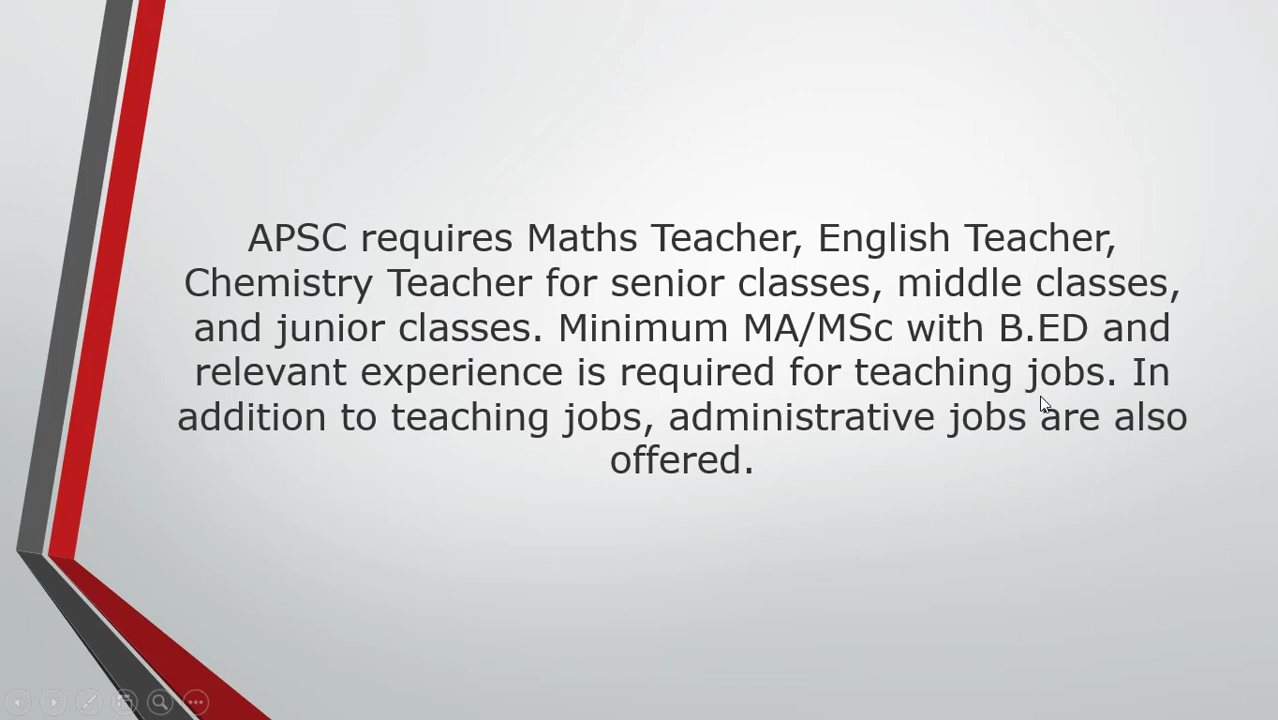 APSC requires Maths Teacher, English Teacher,
Chemistry Teacher for senior classes, middle classes,
and junior classes. Minimum MA/MSc with B.ED and
relevant experience is required for teaching jobs. In
addition to teaching jobs, administrative jobs are also
offered.